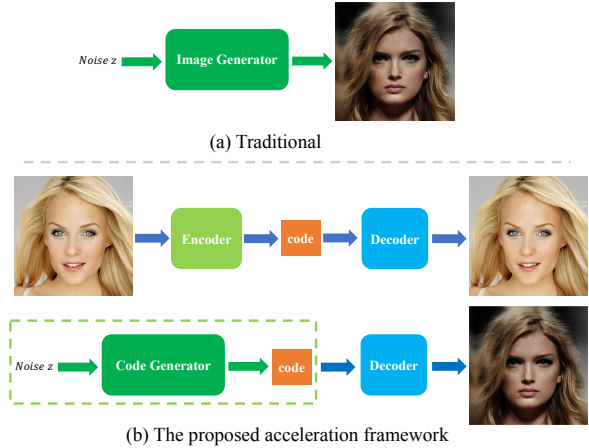 Noise z
Image Generator
(a) Traditional
Encoder
code
Decoder
Noise z
Code Generator
code
Decoder
(b) The proposed acceleration framework